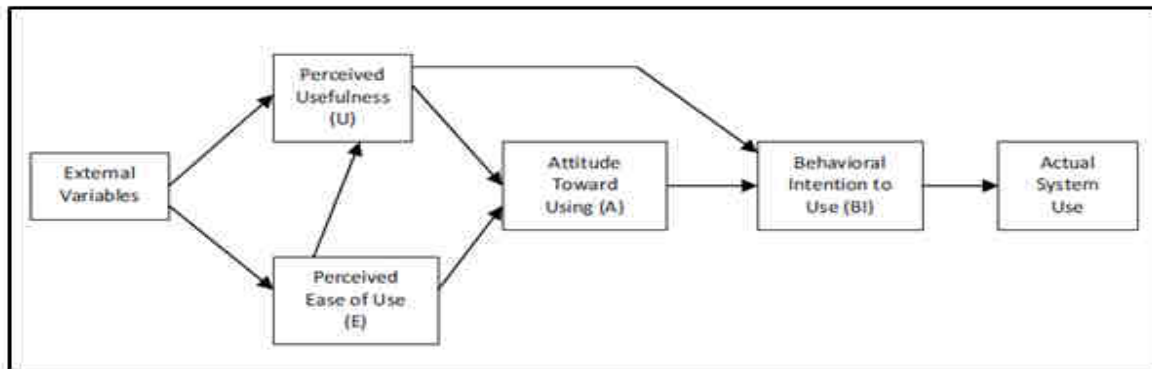 Perceived
Usefulness
(U)
External
Variables
Perceived
Ease of Use
(E)
Attitude
Toward
Using (A)
Behavioral
Intention to
Use (BI)
Actual
System
Use